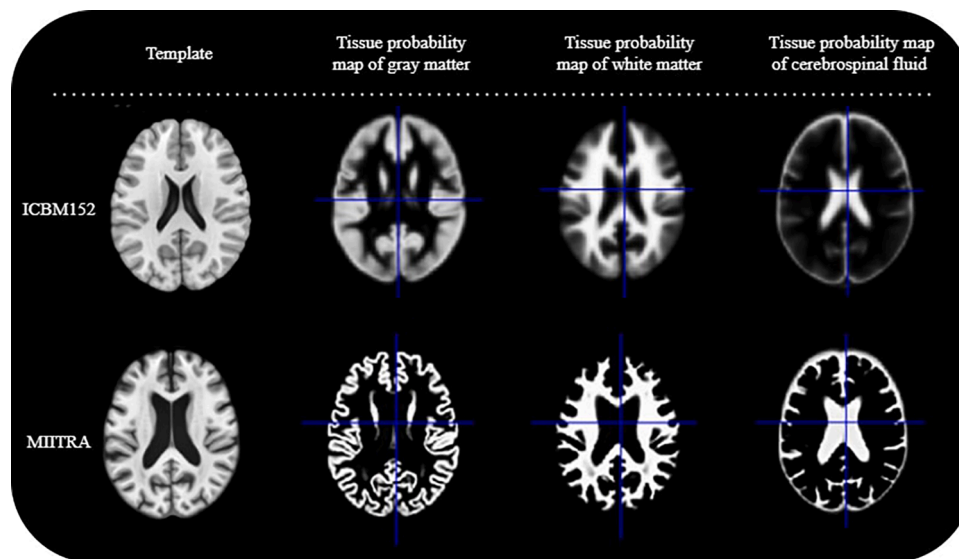 Template
Tissue probability
map of gray matter
Tissue probability
map of white matter
Tissue probability map
of cerebrospinal fluid
ICBM152
MIITRA